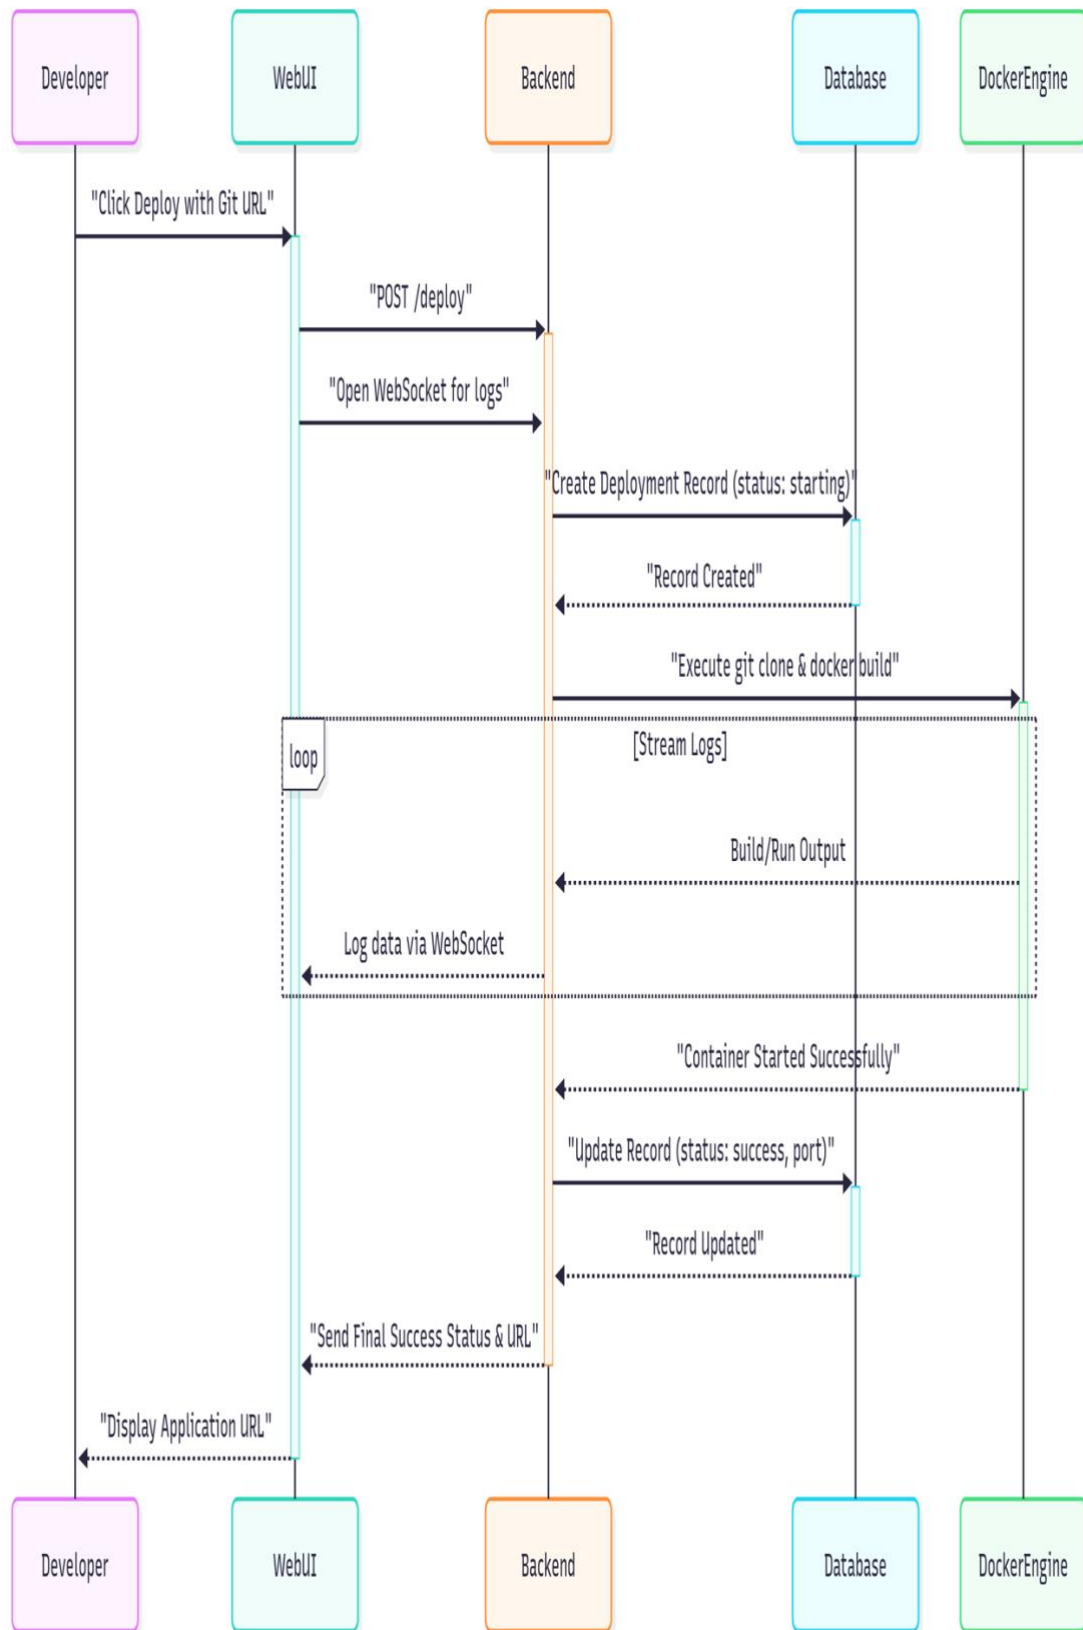 Developer
WebUI
Backend
Database
DockerEngine
"Click Deploy with Git URL"
"POST /deploy"
"Open WebSocket for logs"
"Create Deployment Record (status: starting)"
"Record Created"
"Execute git clone & docker build"
loop
[Stream Logs]
Build/Run Output
Log data via WebSocket
"Container Started Successfully"
"Update Record (status: success, port)"
"Record Updated"
"Send Final Success Status & URL"
"Display Application URL"
Developer
WebUI
Backend
Database
DockerEngine